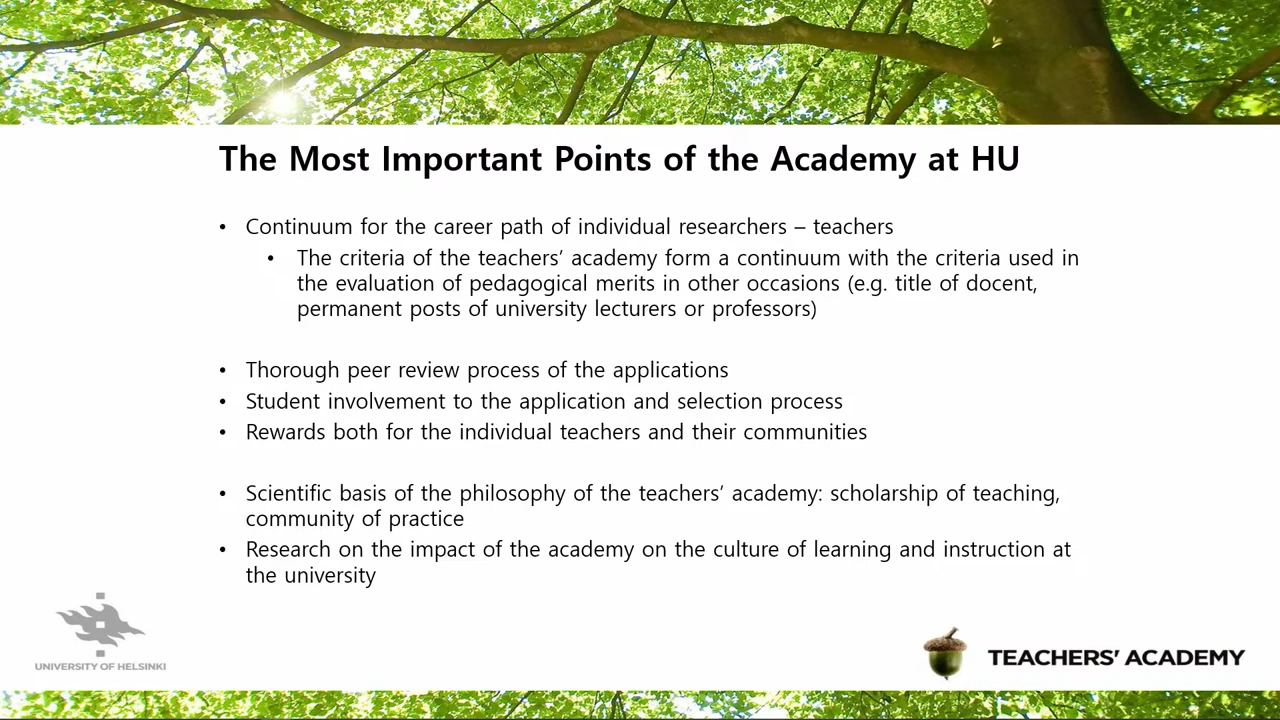 The Most Important Points of the Academy at HU
• Continuum for the career path of individual researchers – teachers
• The criteria of the teachers’ academy form a continuum with the criteria used in
the evaluation of pedagogical merits in other occasions (e.g. title of docent,
permanent posts of university lecturers or professors)
• Thorough peer review process of the applications
• Student involvement to the application and selection process
• Rewards both for the individual teachers and their communities
• Scientific basis of the philosophy of the teachers’ academy: scholarship of teaching,
community of practice
• Research on the impact of the academy on the culture of learning and instruction at
the university
UNIVERSITY OF HELSINKI
TEACHERS' ACADEMY